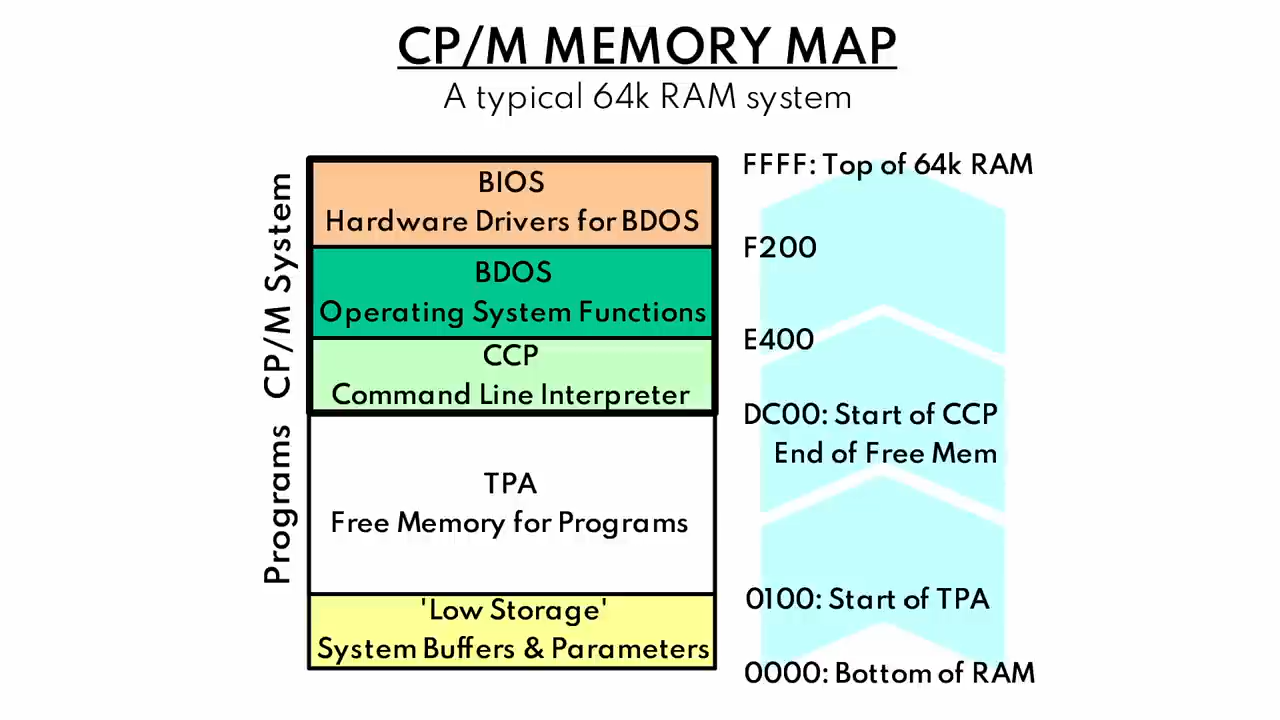 CP/M MEMORY MAP
A typical 64k RAM system
CP/M System
Programs
BIOS
Hardware Drivers for BDOS
BDOS
Operating System Functions
CCP
Command Line Interpreter
TPA
Free Memory for Programs
'Low Storage'
System Buffers & Parameters
FFFF: Top of 64k RAM
F200
E400
DC00: Start of CCP
End of Free Mem
0100: Start of TPA
0000: Bottom of RAM